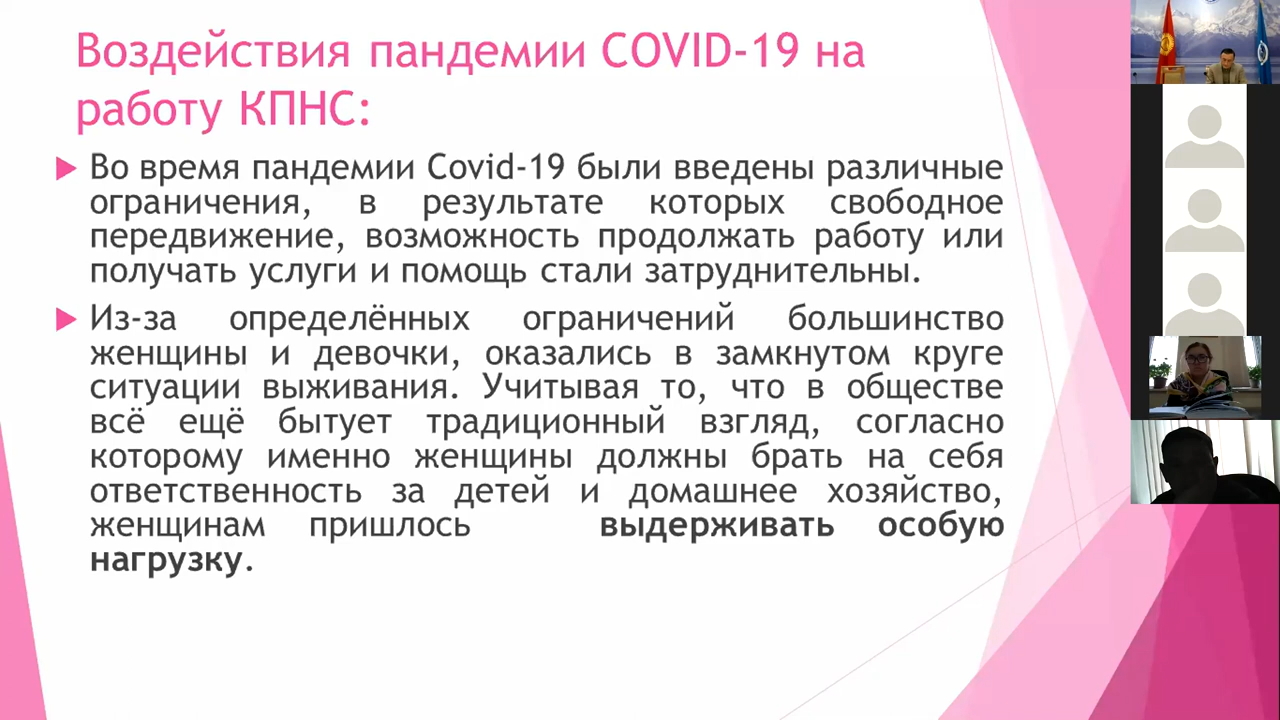 Воздействия пандемии COVID-19 на
работу КПНС:
Во время пандемии Covid-19 были введены различные
ограничения, в результате которых свободное
передвижение, возможность продолжать работу или
получать услуги и помощь стали затруднительны.
Из-за определённых ограничений большинство
женщины и девочки, оказались в замкнутом круге
ситуации выживания. Учитывая то, что в обществе
всё ещё бытует традиционный взгляд, согласно
которому именно женщины должны брать на себя
ответственность за детей и домашнее хозяйство,
женщинам пришлось выдерживать особую
нагрузку.